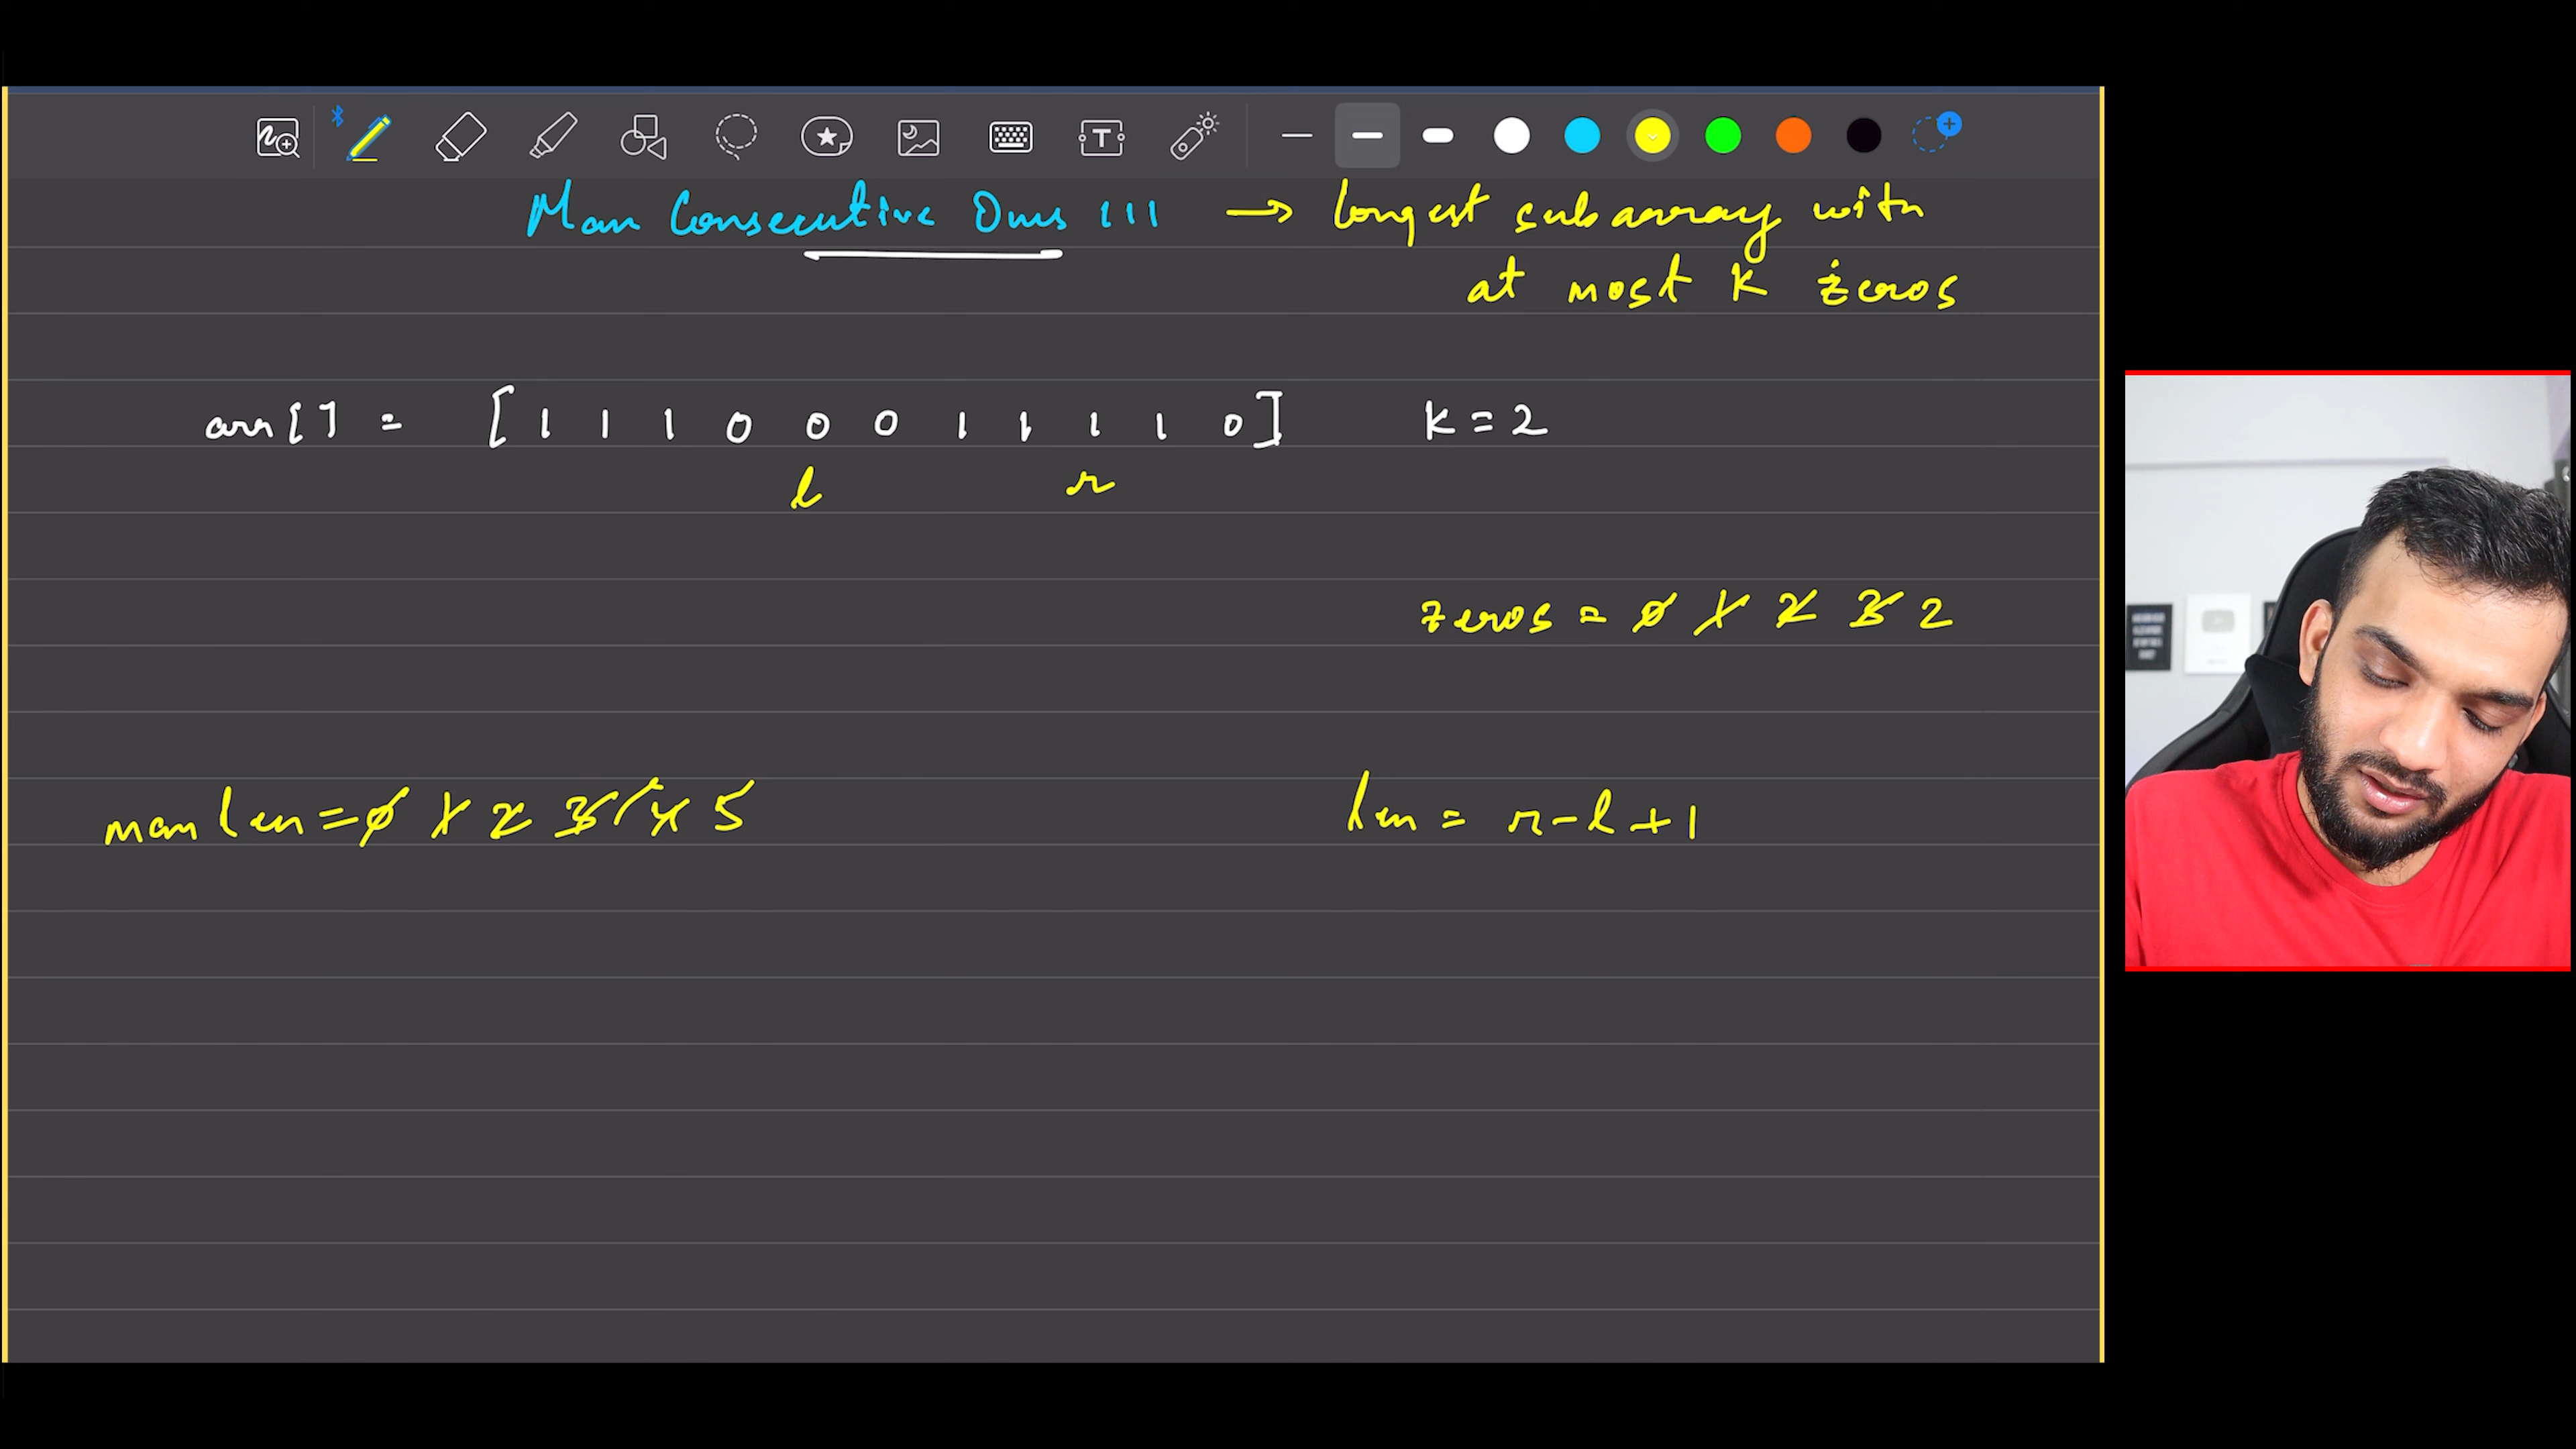 Max Consecutive Ones III → longest subarray with
at most K zeros
arr[] = [ 1 1 1 0 0 0 1 1 1 1 0 ] K = 2
l r
zeros = 0 1 2 3 2
maxlen = 0 1 2 3 4 5
len = r - l + 1